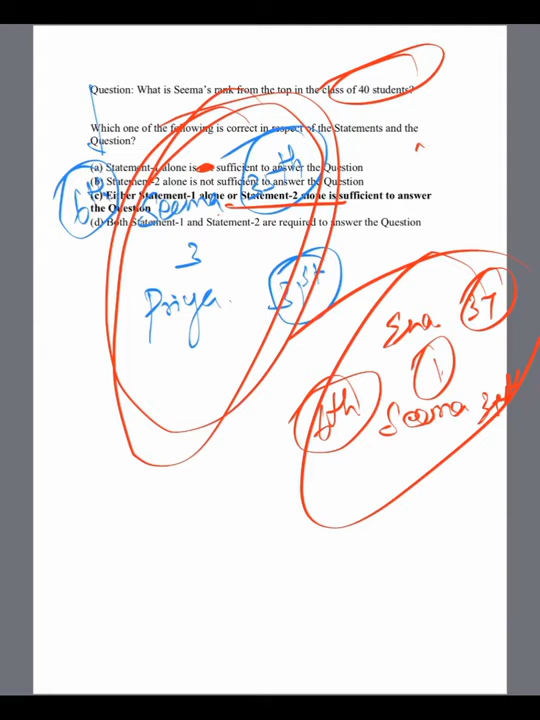 Question: What is Seema's rank from the top in the class of 40 students?
Which one of the following is correct in respect of the Statements and the
Question?
(a) Statement-1 alone is sufficient to answer the Question
(b) Statement-2 alone is not sufficient to answer the Question
(c) Either Statement-1 alone or Statement-2 alone is sufficient to answer
the Question
(d) Both Statement-1 and Statement-2 are required to answer the Question
6th
Seema
3
Priya
31st
37
1
Seema